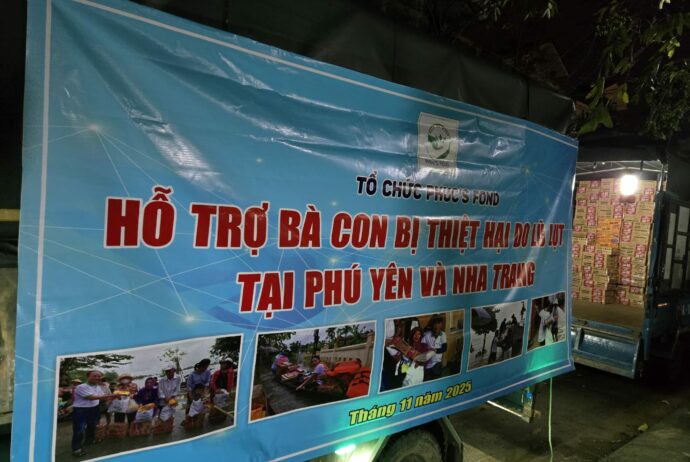 TỔ CHỨC PHUC'S FOND
HỖ TRỢ BÀ CON BỊ THIỆT HẠI DO LŨ LỤT
TẠI PHÚ YÊN VÀ NHA TRANG
Tháng 11 năm 2025